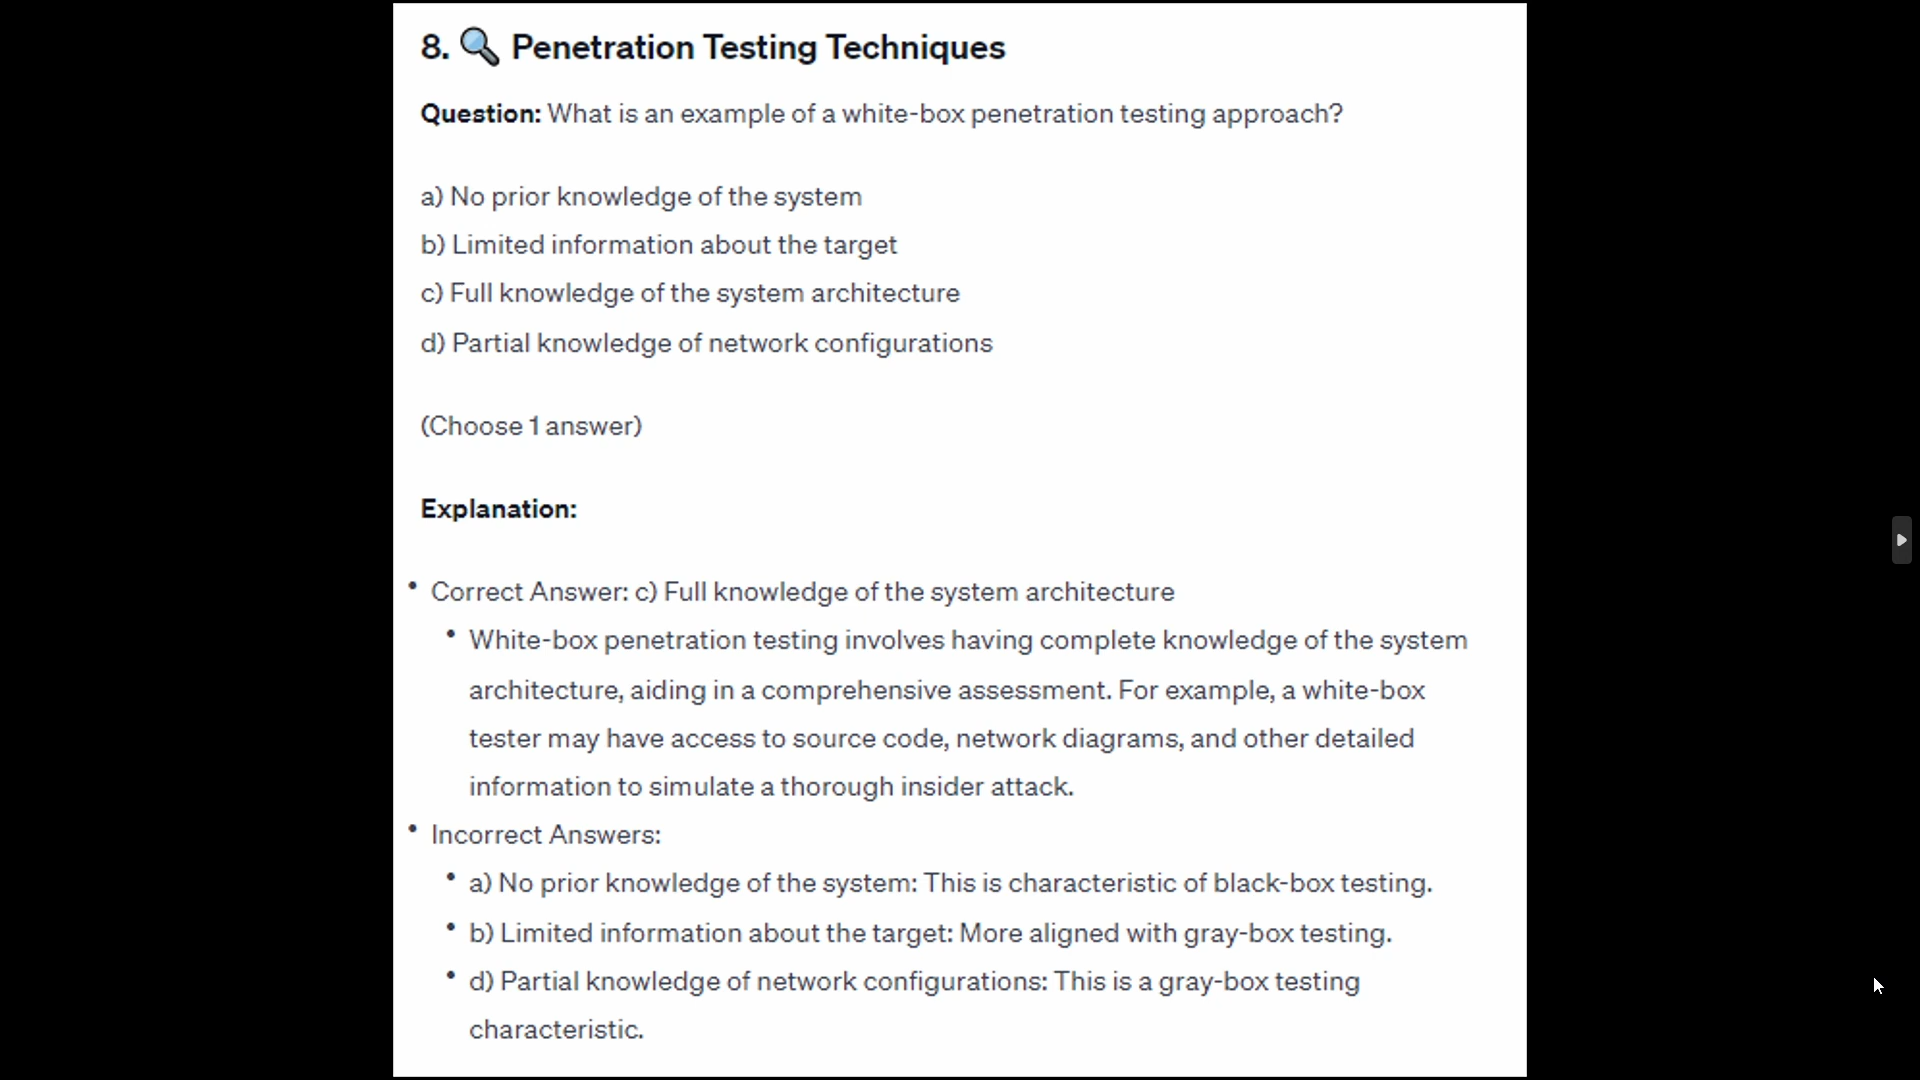 8. 🔍 Penetration Testing Techniques
Question: What is an example of a white-box penetration testing approach?
a) No prior knowledge of the system
b) Limited information about the target
c) Full knowledge of the system architecture
d) Partial knowledge of network configurations
(Choose 1 answer)
Explanation:
• Correct Answer: c) Full knowledge of the system architecture
• White-box penetration testing involves having complete knowledge of the system
architecture, aiding in a comprehensive assessment. For example, a white-box
tester may have access to source code, network diagrams, and other detailed
information to simulate a thorough insider attack.
• Incorrect Answers:
• a) No prior knowledge of the system: This is characteristic of black-box testing.
• b) Limited information about the target: More aligned with gray-box testing.
• d) Partial knowledge of network configurations: This is a gray-box testing
characteristic.